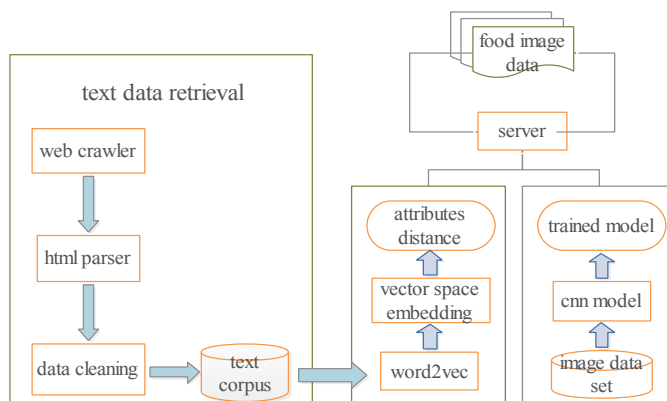 food image
data
text data retrieval
server
web crawler
attributes
distance
trained model
html parser
vector space
embedding
cnn model
data cleaning
text
corpus
word2vec
image data
set